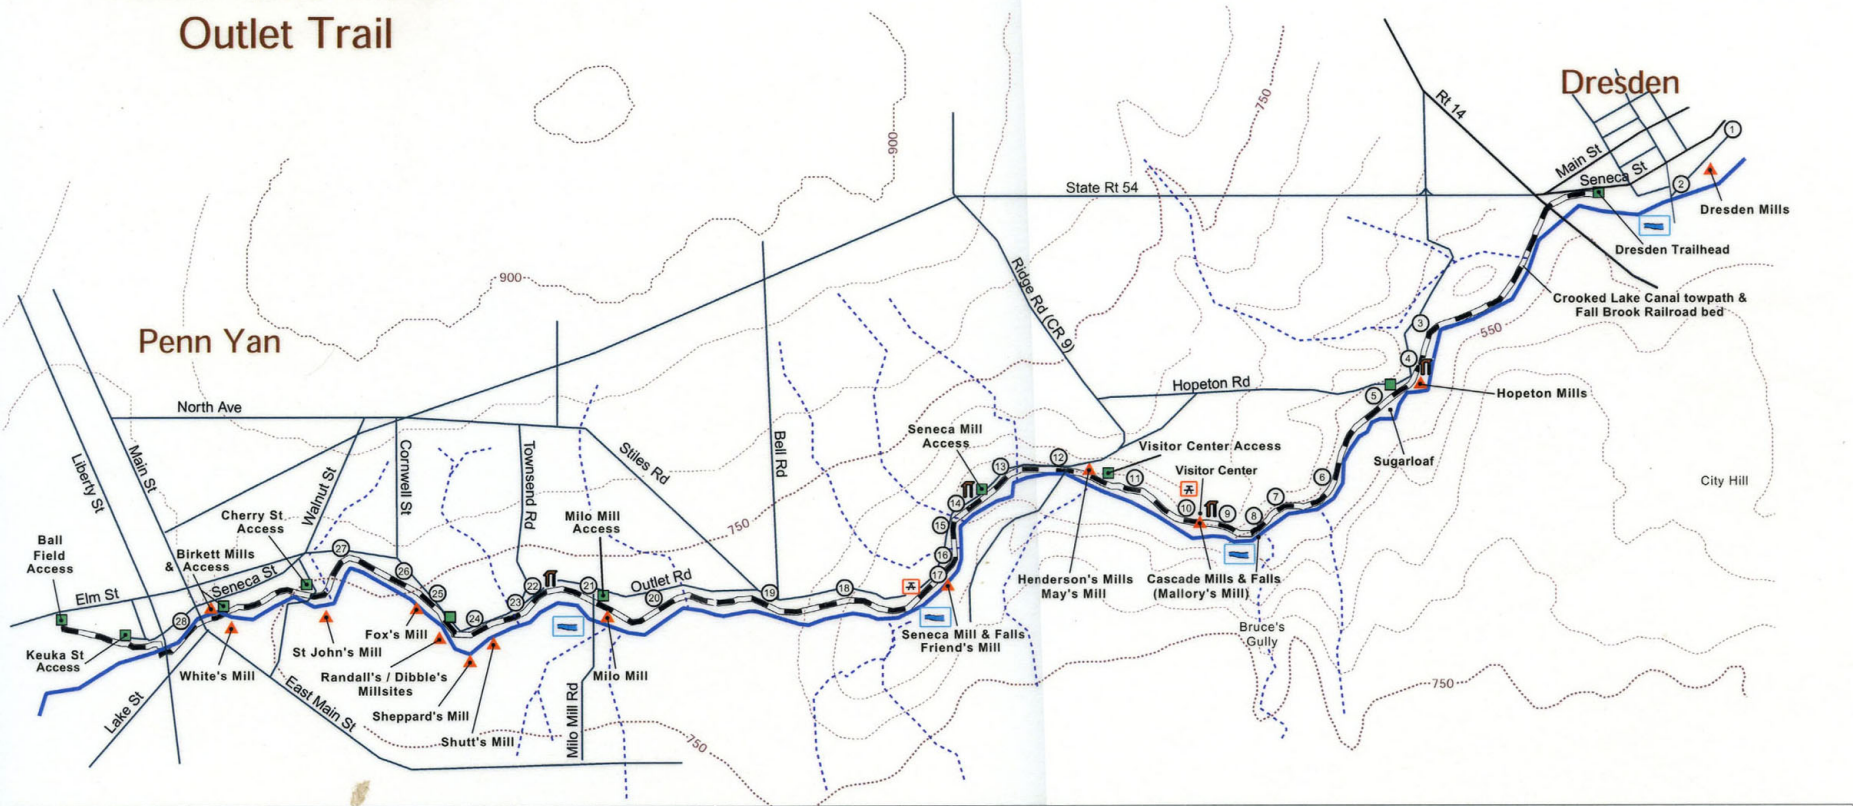 Outlet Trail
Dresden
Penn Yan
900
900
750
Rt 14
1
Main St
Seneca St
2
State Rt 54
Dresden Mills
Dresden Trailhead
Crooked Lake Canal towpath &
Fall Brook Railroad bed
550
Ridge Rd (CR 9)
3
4
Hopeton Rd
5
Hopeton Mills
Sugarloaf
City Hill
North Ave
Liberty St
Main St
Walnut St
Cornwell St
Townsend Rd
Stiles Rd
Bell Rd
750
Seneca Mill
Access
12
13
14
15
16
17
Visitor Center Access
Visitor Center
11
10
9
8
7
6
Ball
Field
Access
Cherry St
Access
Birkett Mills
& Access
Seneca St
Elm St
Keuka St
Access
28
27
26
25
24
23
22
21
20
19
18
Milo Mill
Access
Outlet Rd
Henderson's Mills
May's Mill
Cascade Mills & Falls
(Mallory's Mill)
Bruce's
Gully
Seneca Mill & Falls
Friend's Mill
Fox's Mill
St John's Mill
White's Mill
Randall's / Dibble's
Millsites
Sheppard's Mill
Shutt's Mill
Milo Mill
Milo Mill Rd
Lake St
East Main St
750
750